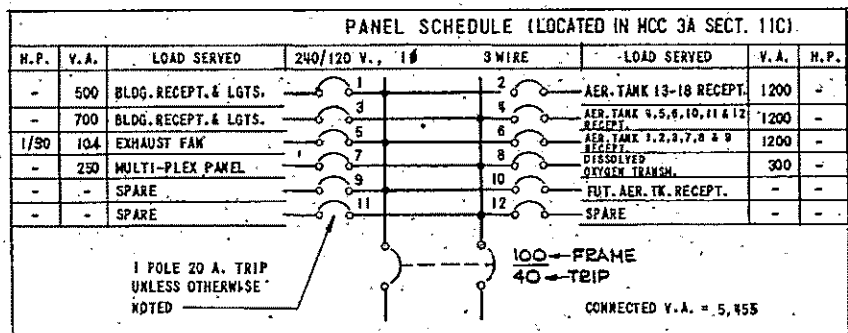 PANEL SCHEDULE (LOCATED IN MCC 3A SECT. 11C)
H.P. V.A. LOAD SERVED 240/120 V., 1Ø 3 WIRE LOAD SERVED V.A. H.P.
- 500 BLDG. RECEPT. & LGTS. 1 2 AER. TANK 13-18 RECEPT. 1200 -
- 700 BLDG. RECEPT. & LGTS. 3 4 AER. TANK 4,5,6,10,11 & 12 RECEPT. 1200 -
1/30 104 EXHAUST FAN 5 6 AER. TANK 1,2,3,7,8 & 9 RECEPT. 1200 -
- 250 MULTI-PLEX PANEL 7 8 DISSOLVED OXYGEN TRANSM. 300 -
- - SPARE 9 10 FUT. AER. TK. RECEPT. - -
- - SPARE 11 12 SPARE - -
1 POLE 20 A. TRIP
UNLESS OTHERWISE
NOTED
100 FRAME
40 TRIP
CONNECTED V.A. = 5,455